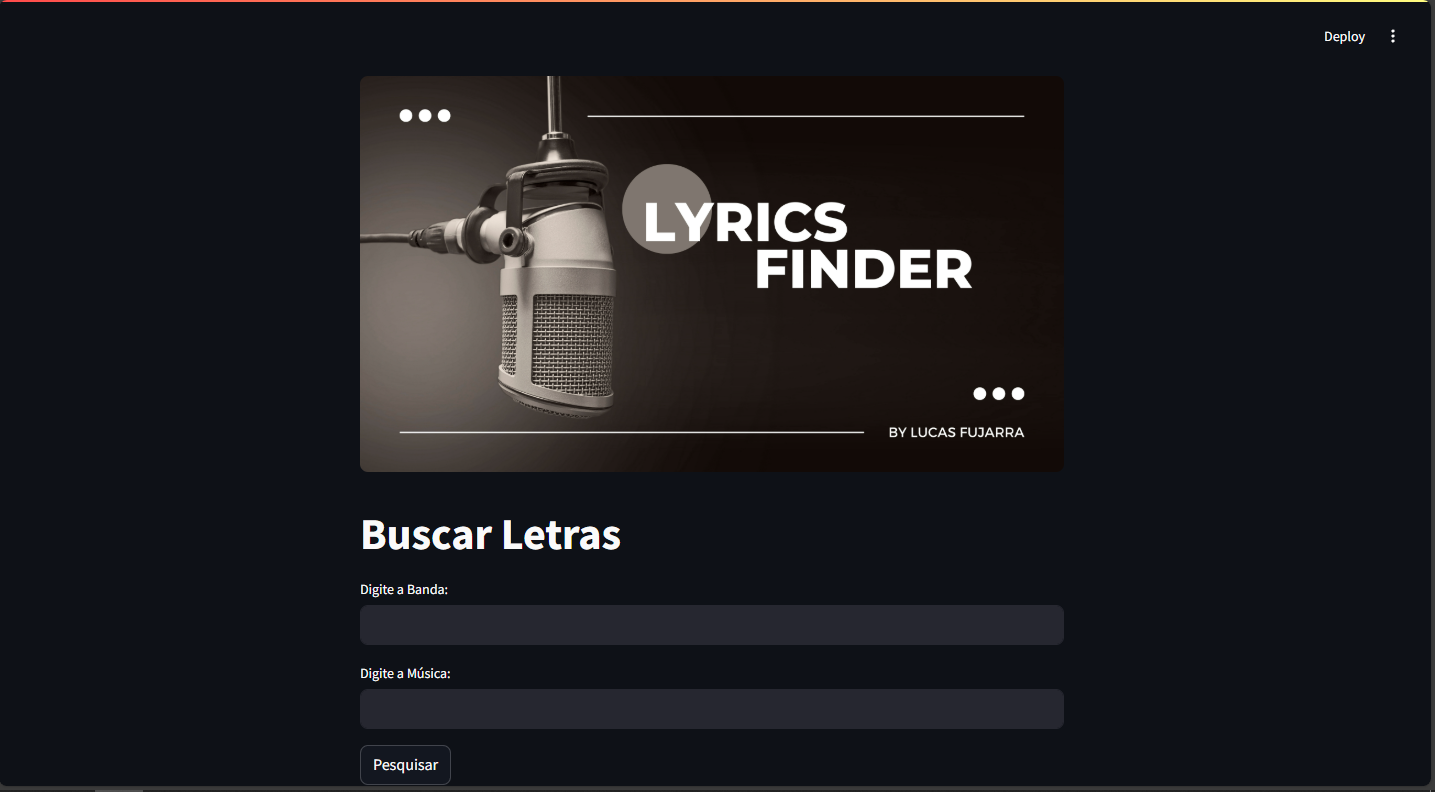 Deploy
LYRICS
FINDER
BY LUCAS FUJARRA
Buscar Letras
Digite a Banda:
Digite a Música:
Pesquisar